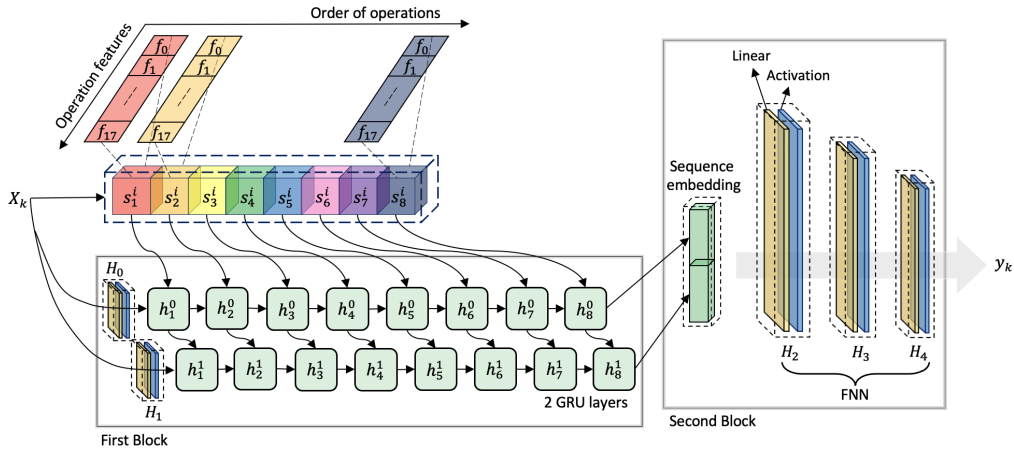 Order of operations
Operation features
f₀
f₁
f₁₇
f₀
f₁
f₁₇
f₀
f₁
f₁₇
Xₖ
s₁ⁱ s₂ⁱ s₃ⁱ s₄ⁱ s₅ⁱ s₆ⁱ s₇ⁱ s₈ⁱ
H₀
h₁⁰ h₂⁰ h₃⁰ h₄⁰ h₅⁰ h₆⁰ h₇⁰ h₈⁰
h₁¹ h₂¹ h₃¹ h₄¹ h₅¹ h₆¹ h₇¹ h₈¹
H₁
2 GRU layers
First Block
Linear
Activation
Sequence
embedding
yₖ
H₂ H₃ H₄
FNN
Second Block